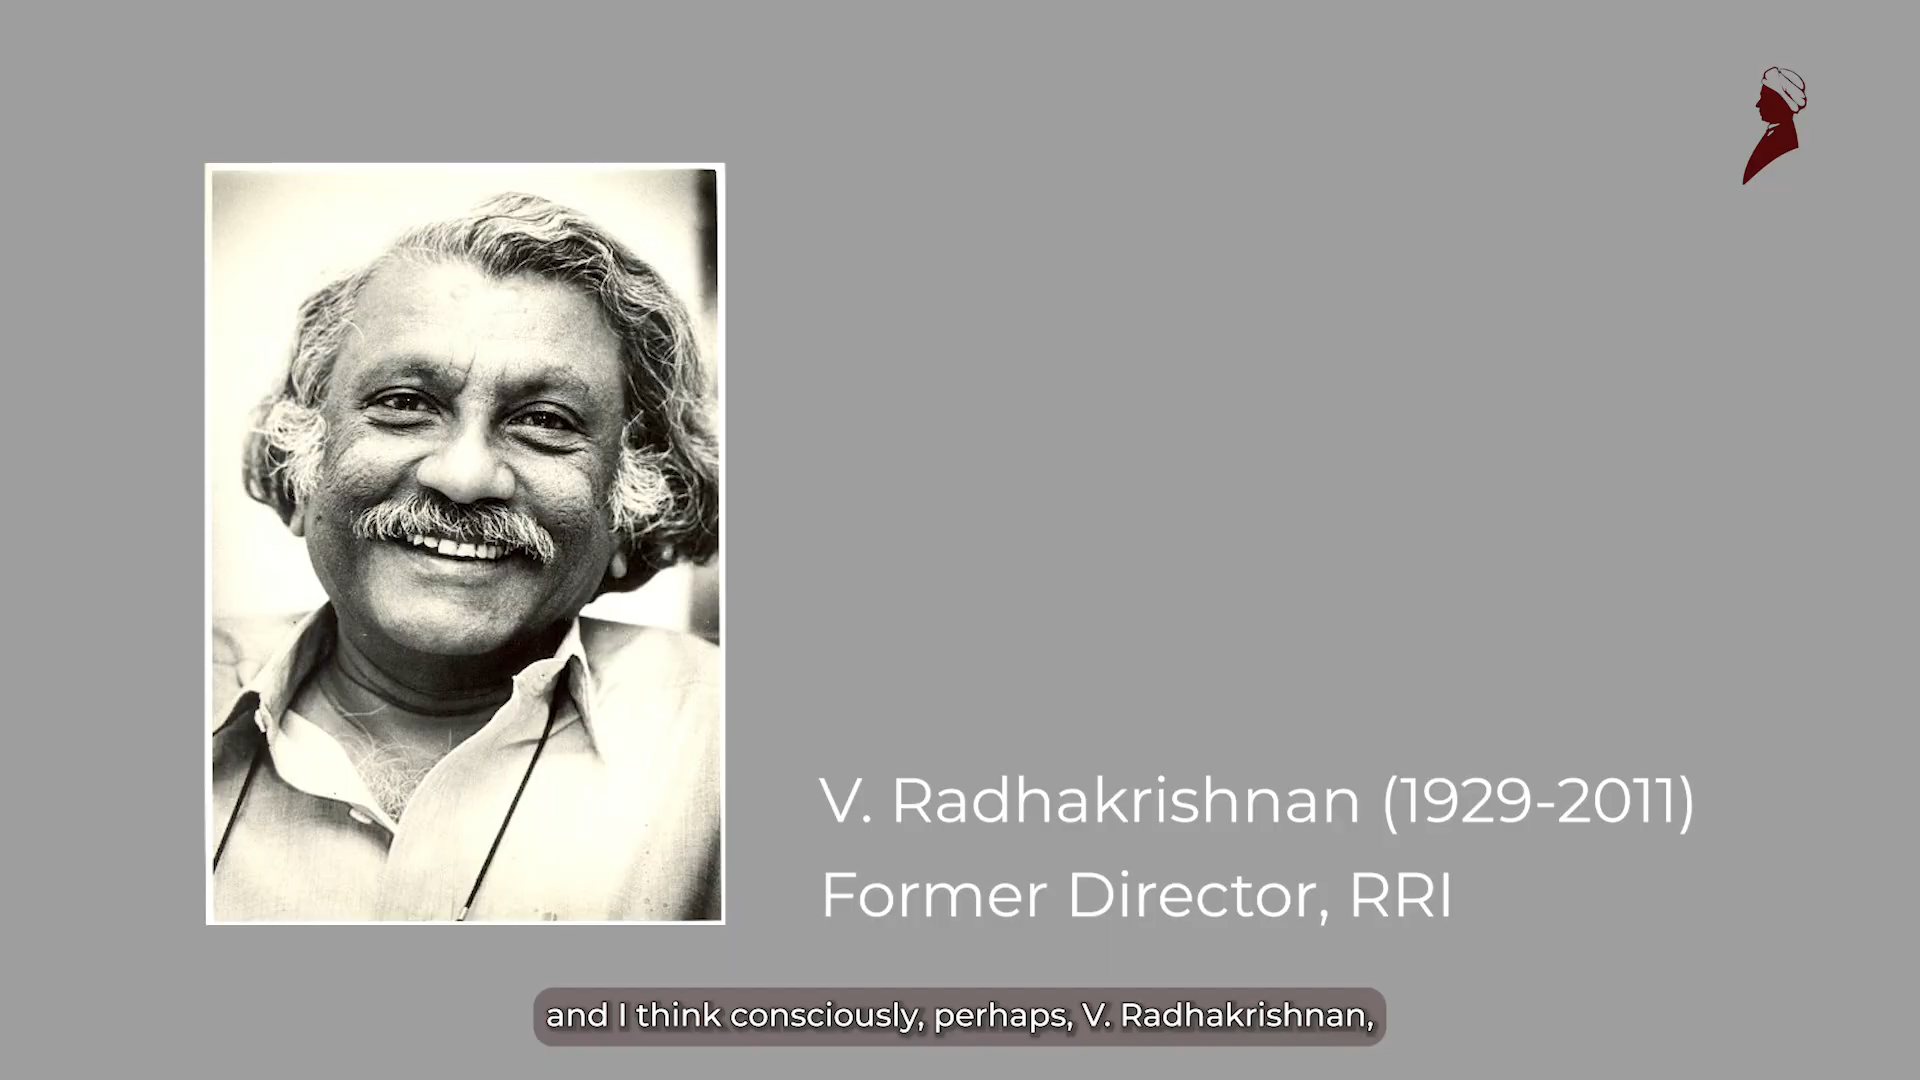 V. Radhakrishnan (1929-2011)
Former Director, RRI
and I think consciously, perhaps, V. Radhakrishnan,